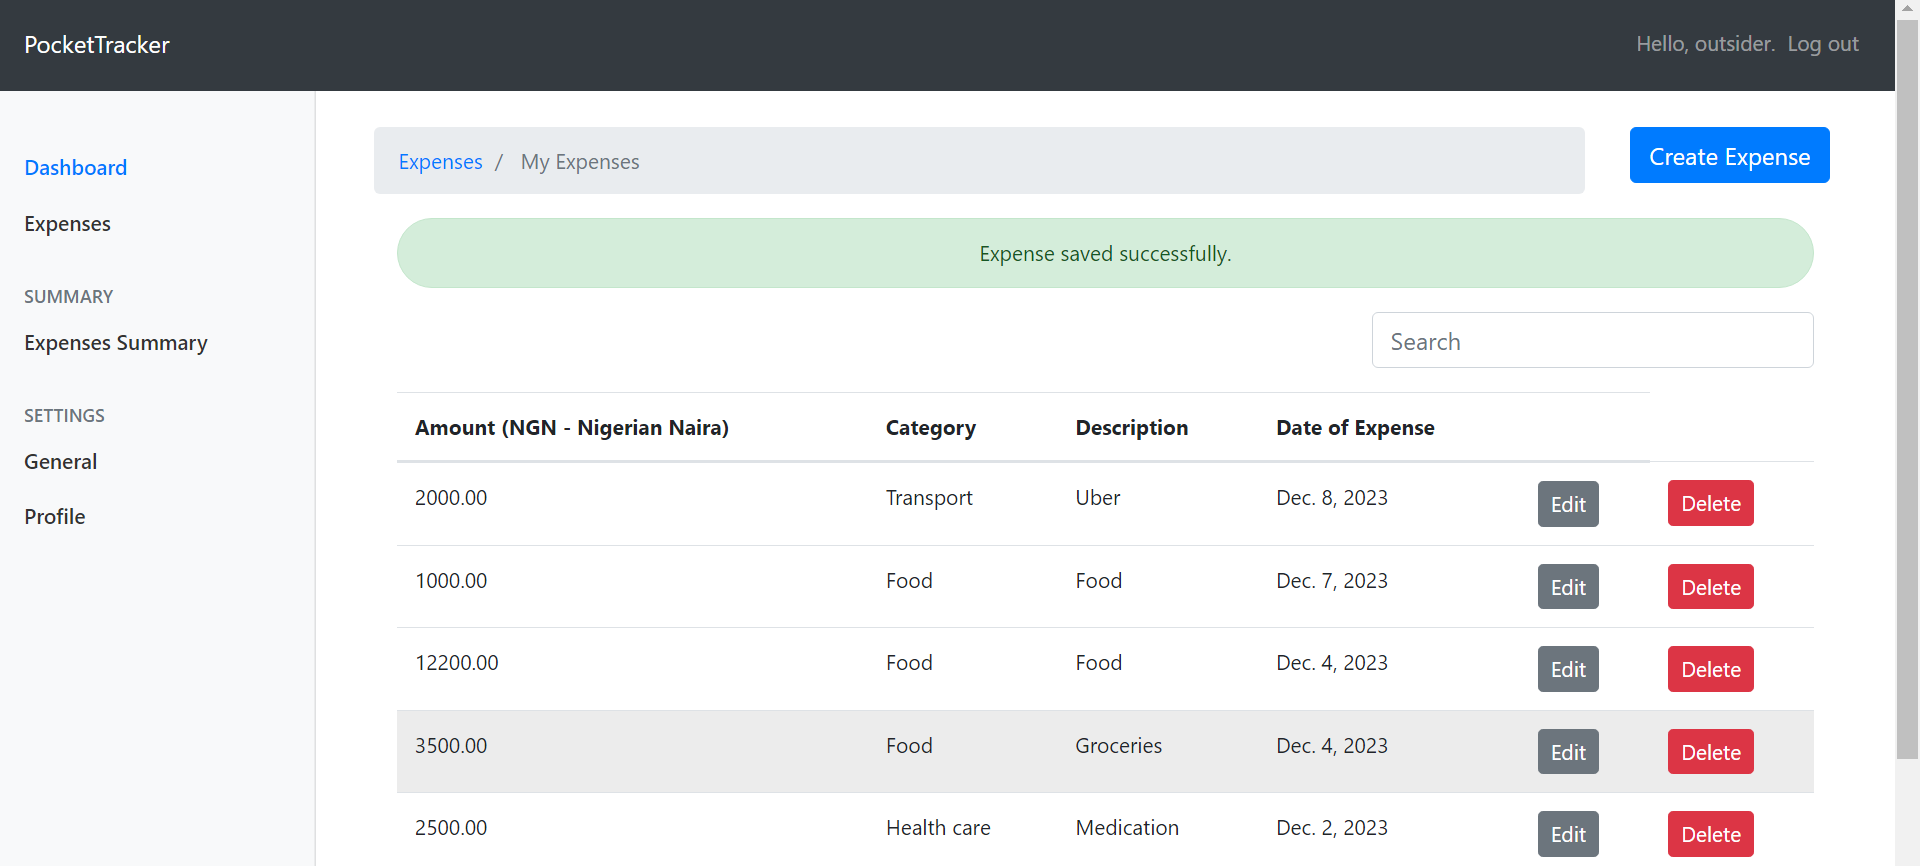 PocketTracker
Hello, outsider. Log out
Dashboard
Expenses
SUMMARY
Expenses Summary
SETTINGS
General
Profile
Expenses / My Expenses
Create Expense
Expense saved successfully.
Search
Amount (NGN - Nigerian Naira) Category Description Date of Expense
2000.00 Transport Uber Dec. 8, 2023 Edit Delete
1000.00 Food Food Dec. 7, 2023 Edit Delete
12200.00 Food Food Dec. 4, 2023 Edit Delete
3500.00 Food Groceries Dec. 4, 2023 Edit Delete
2500.00 Health care Medication Dec. 2, 2023 Edit Delete